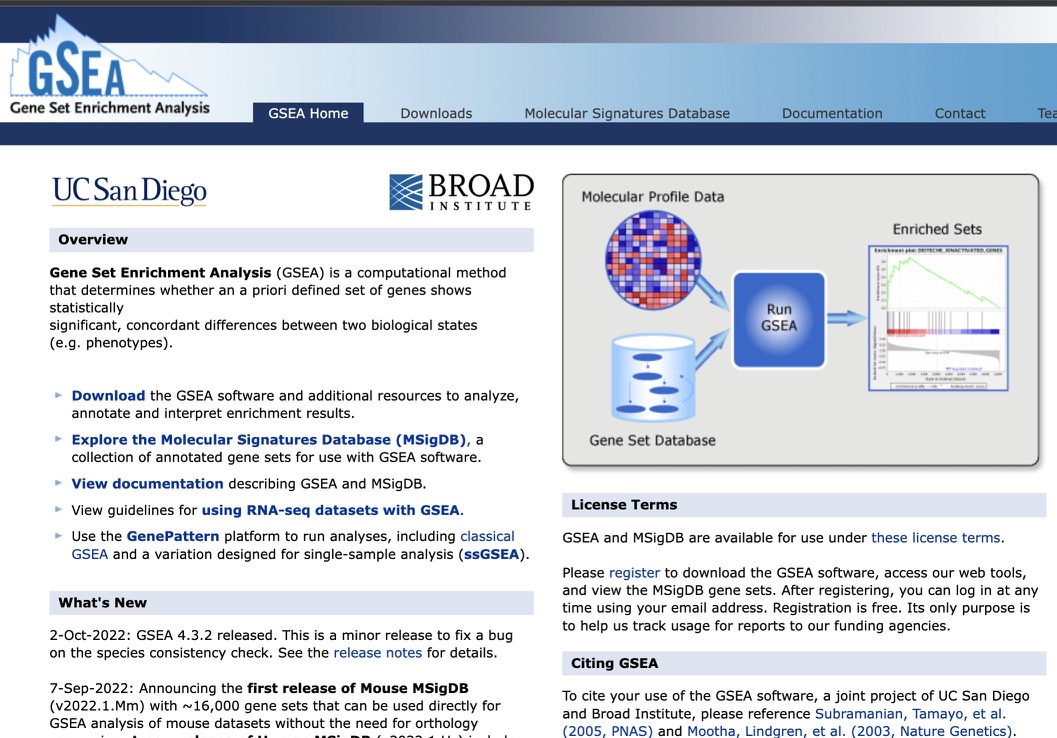 GSEA
Gene Set Enrichment Analysis
GSEA Home
Downloads
Molecular Signatures Database
Documentation
Contact
UC San Diego
BROAD
INSTITUTE
Overview
Gene Set Enrichment Analysis (GSEA) is a computational method
that determines whether an a priori defined set of genes shows
statistically
significant, concordant differences between two biological states
(e.g. phenotypes).
Download the GSEA software and additional resources to analyze,
annotate and interpret enrichment results.
Explore the Molecular Signatures Database (MSigDB), a
collection of annotated gene sets for use with GSEA software.
View documentation describing GSEA and MSigDB.
View guidelines for using RNA-seq datasets with GSEA.
Use the GenePattern platform to run analyses, including classical
GSEA and a variation designed for single-sample analysis (ssGSEA).
What's New
2-Oct-2022: GSEA 4.3.2 released. This is a minor release to fix a bug
on the species consistency check. See the release notes for details.
7-Sep-2022: Announcing the first release of Mouse MSigDB
(v2022.1.Mm) with ~16,000 gene sets that can be used directly for
GSEA analysis of mouse datasets without the need for orthology
Molecular Profile Data
Enriched Sets
Enrichment plot: DISTECHE_XINACTIVATED_GENES
Run
GSEA
Gene Set Database
License Terms
GSEA and MSigDB are available for use under these license terms.
Please register to download the GSEA software, access our web tools,
and view the MSigDB gene sets. After registering, you can log in at any
time using your email address. Registration is free. Its only purpose is
to help us track usage for reports to our funding agencies.
Citing GSEA
To cite your use of the GSEA software, a joint project of UC San Diego
and Broad Institute, please reference Subramanian, Tamayo, et al.
(2005, PNAS) and Mootha, Lindgren, et al. (2003, Nature Genetics).